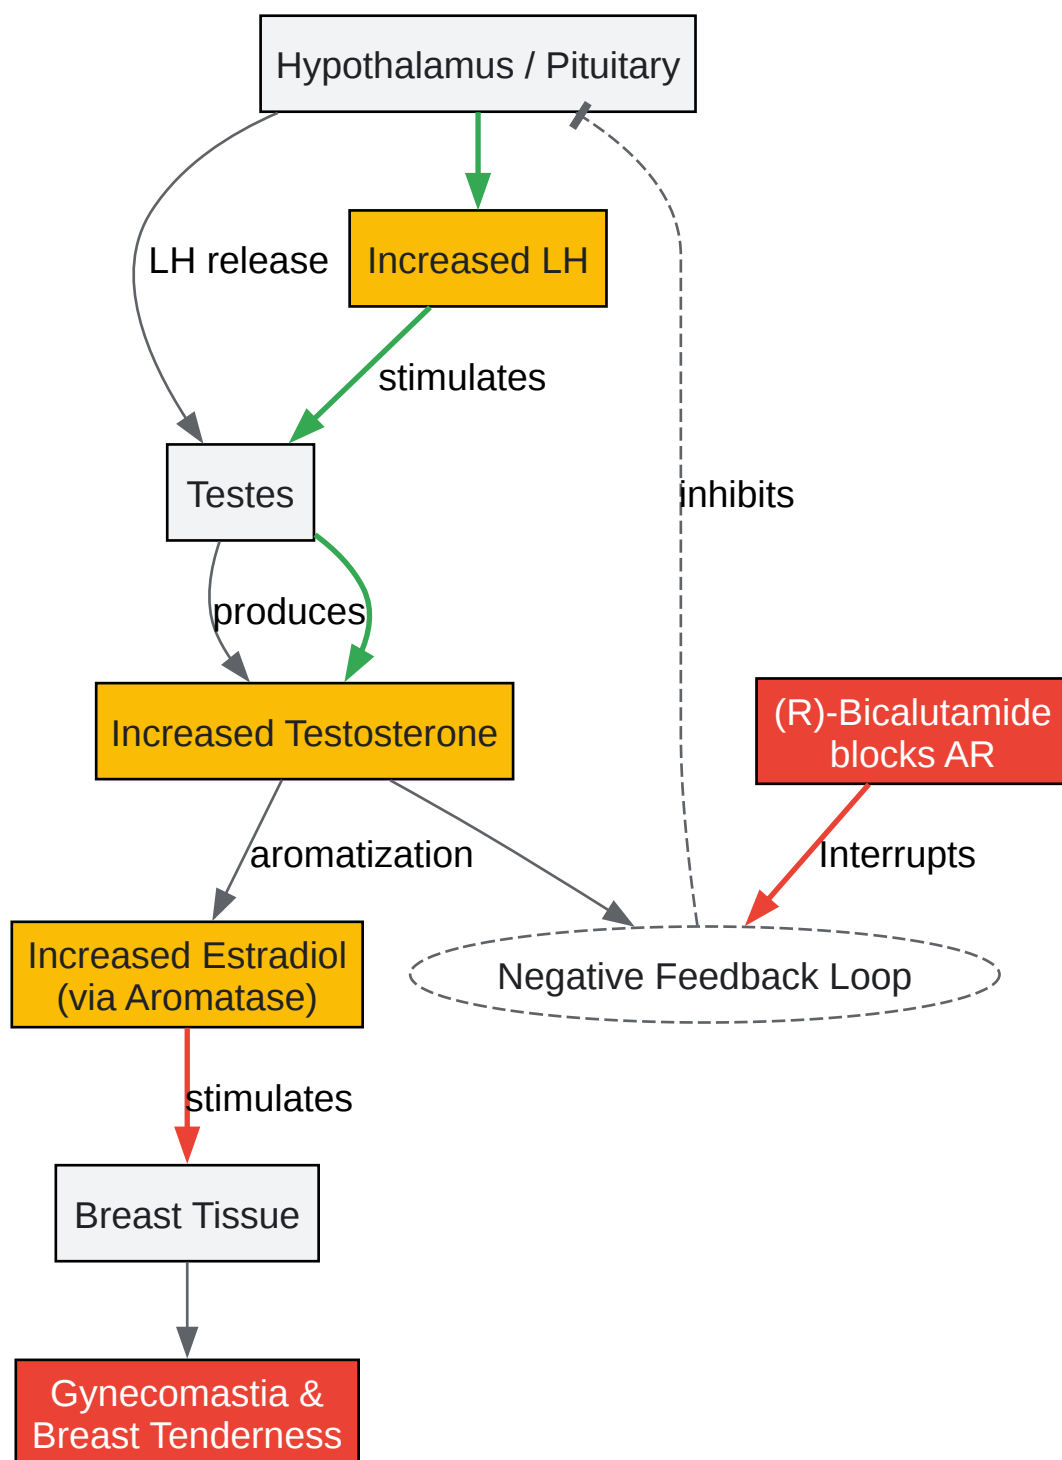 Hypothalamus / Pituitary
LH release
Increased LH
stimulates
Testes
inhibits
produces
Increased Testosterone
(R)-Bicalutamide
blocks AR
aromatization
Interrupts
Increased Estradiol
(via Aromatase)
Negative Feedback Loop
stimulates
Breast Tissue
Gynecomastia &
Breast Tenderness